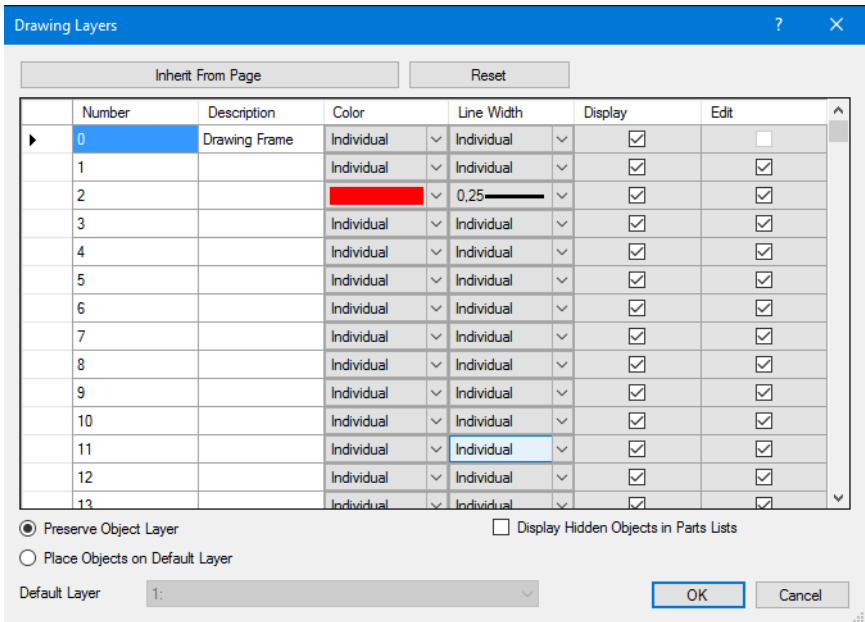 Drawing Layers ?
Inherit From Page Reset
Number Description Color Line Width Display Edit
0 Drawing Frame Individual Individual
1 Individual Individual
2 0,25
3 Individual Individual
4 Individual Individual
5 Individual Individual
6 Individual Individual
7 Individual Individual
8 Individual Individual
9 Individual Individual
10 Individual Individual
11 Individual Individual
12 Individual Individual
13 Individual Individual
Preserve Object Layer Display Hidden Objects in Parts Lists
Place Objects on Default Layer
Default Layer 1: OK Cancel